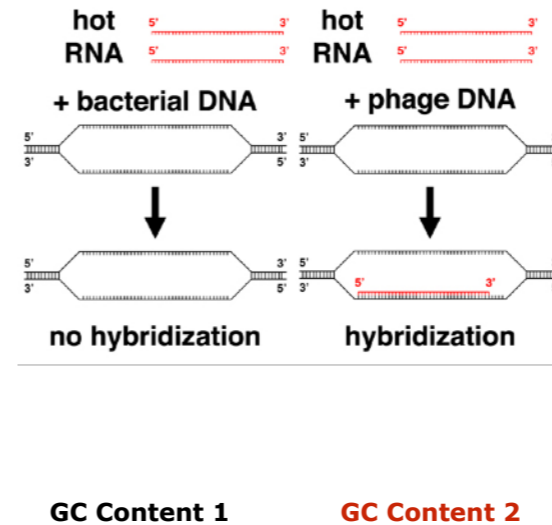 hot 5' 3' hot 5' 3'
RNA 5' 3' RNA 5' 3'
+ bacterial DNA + phage DNA
5' 3' 5'
3' 5' 3'
5' 3' 5' 5' 3'
3' 5' 3'
no hybridization hybridization
GC Content 1 GC Content 2